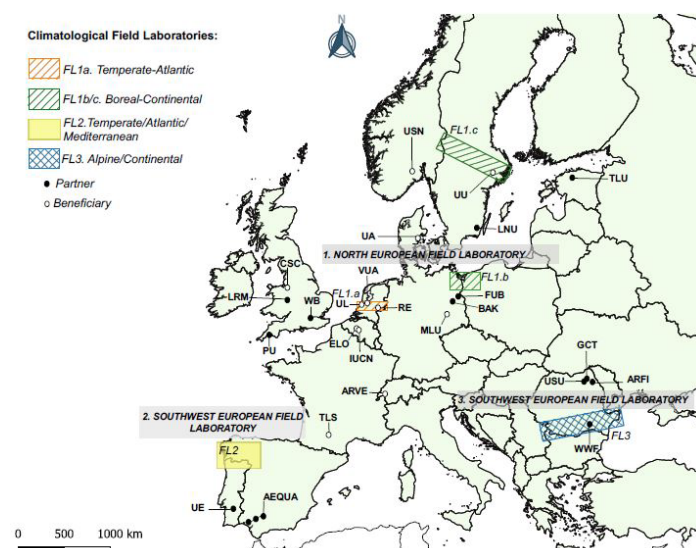 N
Climatological Field Laboratories:
FL1a. Temperate-Atlantic
FL1b/c. Boreal-Continental
FL2.Temperate/Atlantic/
Mediterranean
FL3. Alpine/Continental
Partner
Beneficiary
USN
FL1.c
UU
TLU
LNU
UA
1. NORTH EUROPEAN FIELD LABORATORY
CSC
VUA
FL1.a
FL1.b
LRM
WB
UL
RE
FUB
BAK
MLU
PU
ELO
IUCN
GCT
ARVE
USU
ARFI
3. SOUTHWEST EUROPEAN FIELD LABORATORY
2. SOUTHWEST EUROPEAN FIELD
LABORATORY
TLS
FL2
FL3
WWF
UE
AEQUA
0 500 1000 km